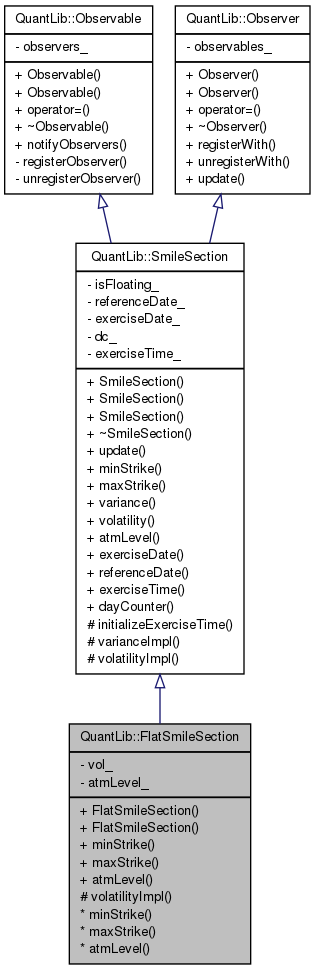 QuantLib::Observable
- observers_
+ Observable()
+ Observable()
+ operator=()
+ ~Observable()
+ notifyObservers()
- registerObserver()
- unregisterObserver()
QuantLib::Observer
- observables_
+ Observer()
+ Observer()
+ operator=()
+ ~Observer()
+ registerWith()
+ unregisterWith()
+ update()
QuantLib::SmileSection
- isFloating_
- referenceDate_
- exerciseDate_
- dc_
- exerciseTime_
+ SmileSection()
+ SmileSection()
+ SmileSection()
+ ~SmileSection()
+ update()
+ minStrike()
+ maxStrike()
+ variance()
+ volatility()
+ atmLevel()
+ exerciseDate()
+ referenceDate()
+ exerciseTime()
+ dayCounter()
# initializeExerciseTime()
# varianceImpl()
# volatilityImpl()
QuantLib::FlatSmileSection
- vol_
- atmLevel_
+ FlatSmileSection()
+ FlatSmileSection()
+ minStrike()
+ maxStrike()
+ atmLevel()
# volatilityImpl()
* minStrike()
* maxStrike()
* atmLevel()